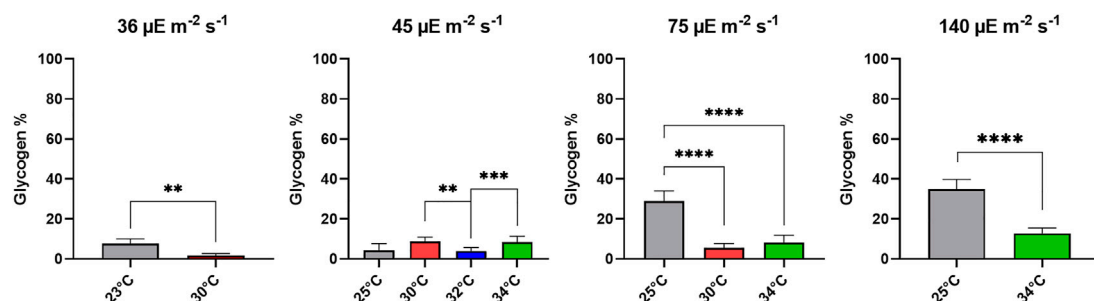 36 µE m⁻² s⁻¹
Glycogen %
100
80
60
40
20
0
**
23°C
30°C
45 µE m⁻² s⁻¹
Glycogen %
100
80
60
40
20
0
**
***
25°C
30°C
32°C
34°C
75 µE m⁻² s⁻¹
Glycogen %
100
80
60
40
20
0
****
****
25°C
30°C
34°C
140 µE m⁻² s⁻¹
Glycogen %
100
80
60
40
20
0
****
25°C
34°C